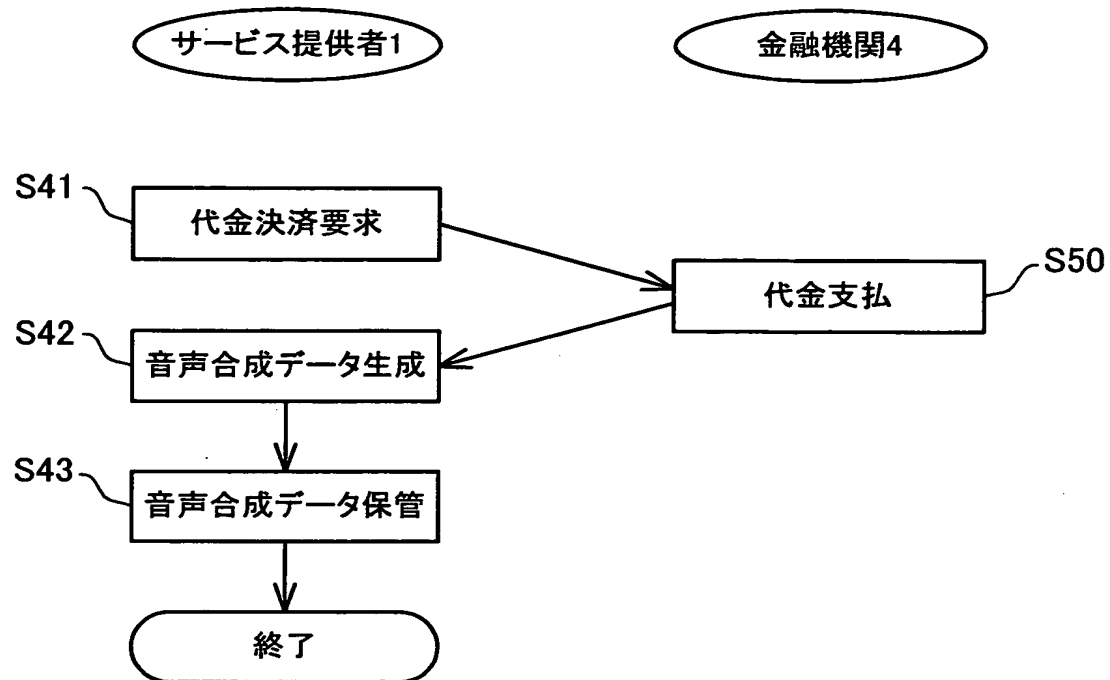 サービス提供者1
金融機関4
S41
代金決済要求
代金支払
S50
S42
音声合成データ生成
S43
音声合成データ保管
終了